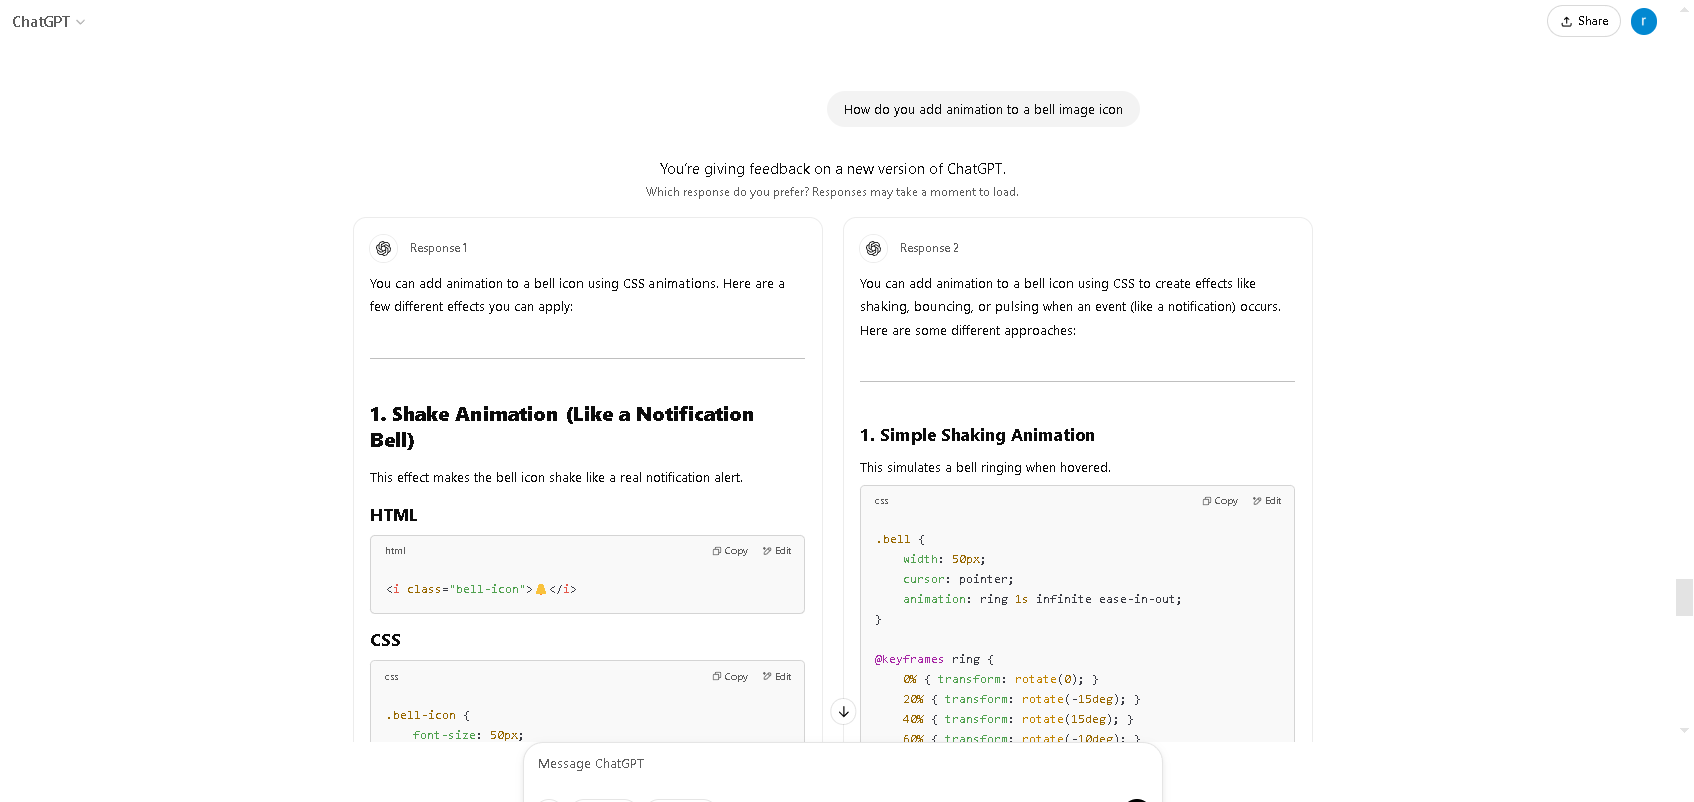 ChatGPT
Share
r
How do you add animation to a bell image icon
You're giving feedback on a new version of ChatGPT.
Which response do you prefer? Responses may take a moment to load.
Response 1
You can add animation to a bell icon using CSS animations. Here are a
few different effects you can apply:
1. Shake Animation (Like a Notification
Bell)
This effect makes the bell icon shake like a real notification alert.
HTML
html
Copy
Edit
<i class="bell-icon">🔔</i>
CSS
css
Copy
Edit
.bell-icon {
font-size: 50px;
Response 2
You can add animation to a bell icon using CSS to create effects like
shaking, bouncing, or pulsing when an event (like a notification) occurs.
Here are some different approaches:
1. Simple Shaking Animation
This simulates a bell ringing when hovered.
css
Copy
Edit
.bell {
width: 50px;
cursor: pointer;
animation: ring 1s infinite ease-in-out;
}
@keyframes ring {
0% { transform: rotate(0); }
20% { transform: rotate(-15deg); }
40% { transform: rotate(15deg); }
60% { transform: rotate(-10deg); }
Message ChatGPT